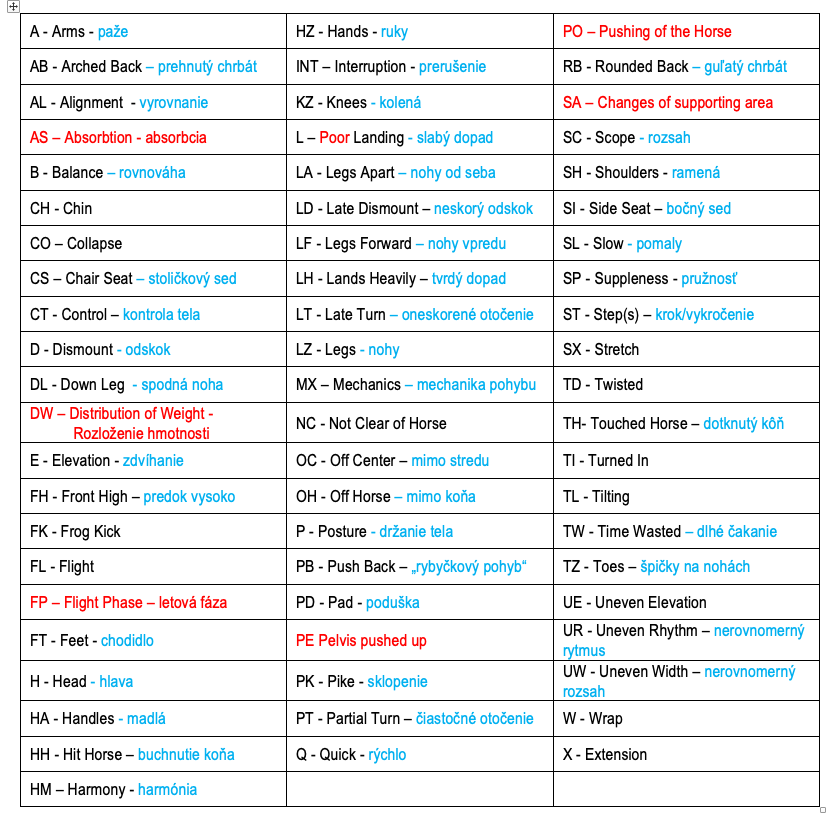 A - Arms - paže
HZ - Hands - ruky
PO – Pushing of the Horse
AB - Arched Back – prehnutý chrbát
INT – Interruption - prerušenie
RB - Rounded Back – guľatý chrbát
AL - Alignment - vyrovnanie
KZ - Knees - kolená
SA – Changes of supporting area
AS – Absorbtion - absorbcia
L – Poor Landing - slabý dopad
SC - Scope - rozsah
B - Balance – rovnováha
LA - Legs Apart – nohy od seba
SH - Shoulders - ramená
CH - Chin
LD - Late Dismount – neskorý odskok
SI - Side Seat – bočný sed
CO – Collapse
LF - Legs Forward – nohy vpredu
SL - Slow - pomaly
CS – Chair Seat – stoličkový sed
LH - Lands Heavily – tvrdý dopad
SP - Suppleness - pružnosť
CT - Control – kontrola tela
LT - Late Turn – oneskorené otočenie
ST - Step(s) – krok/vykročenie
D - Dismount - odskok
LZ - Legs - nohy
SX - Stretch
DL - Down Leg - spodná noha
MX – Mechanics – mechanika pohybu
TD - Twisted
DW – Distribution of Weight -
Rozloženie hmotnosti
NC - Not Clear of Horse
TH- Touched Horse – dotknutý kôň
E - Elevation - zdvíhanie
OC - Off Center – mimo stredu
TI - Turned In
FH - Front High – predok vysoko
OH - Off Horse – mimo koňa
TL - Tilting
FK - Frog Kick
P - Posture - držanie tela
TW - Time Wasted – dlhé čakanie
FL - Flight
PB - Push Back – „rybyčkový pohyb“
TZ - Toes – špičky na nohách
FP – Flight Phase – letová fáza
PD - Pad - poduška
UE - Uneven Elevation
FT - Feet - chodidlo
PE Pelvis pushed up
UR - Uneven Rhythm – nerovnomerný
rytmus
H - Head - hlava
PK - Pike - sklopenie
UW - Uneven Width – nerovnomerný
rozsah
HA - Handles - madlá
PT - Partial Turn – čiastočné otočenie
W - Wrap
HH - Hit Horse – buchnutie koňa
Q - Quick - rýchlo
X - Extension
HM – Harmony - harmónia